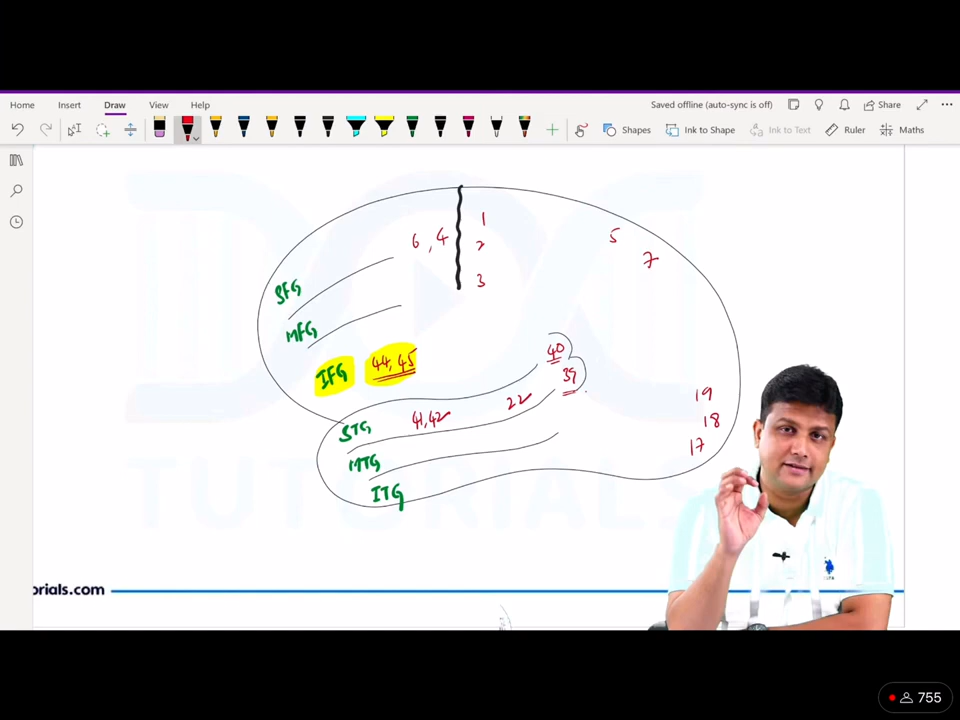 Home Insert Draw View Help
Saved offline (auto-sync is off)
Share
Shapes
Ink to Shape
Ink to Text
Ruler
Maths
1
6, 4
2
5
7
3
SFG
MFG
IFG 44, 45
40
39
19
STG 41, 42 22
18
MTG
17
ITG
TUTORIALS
orials.com
755